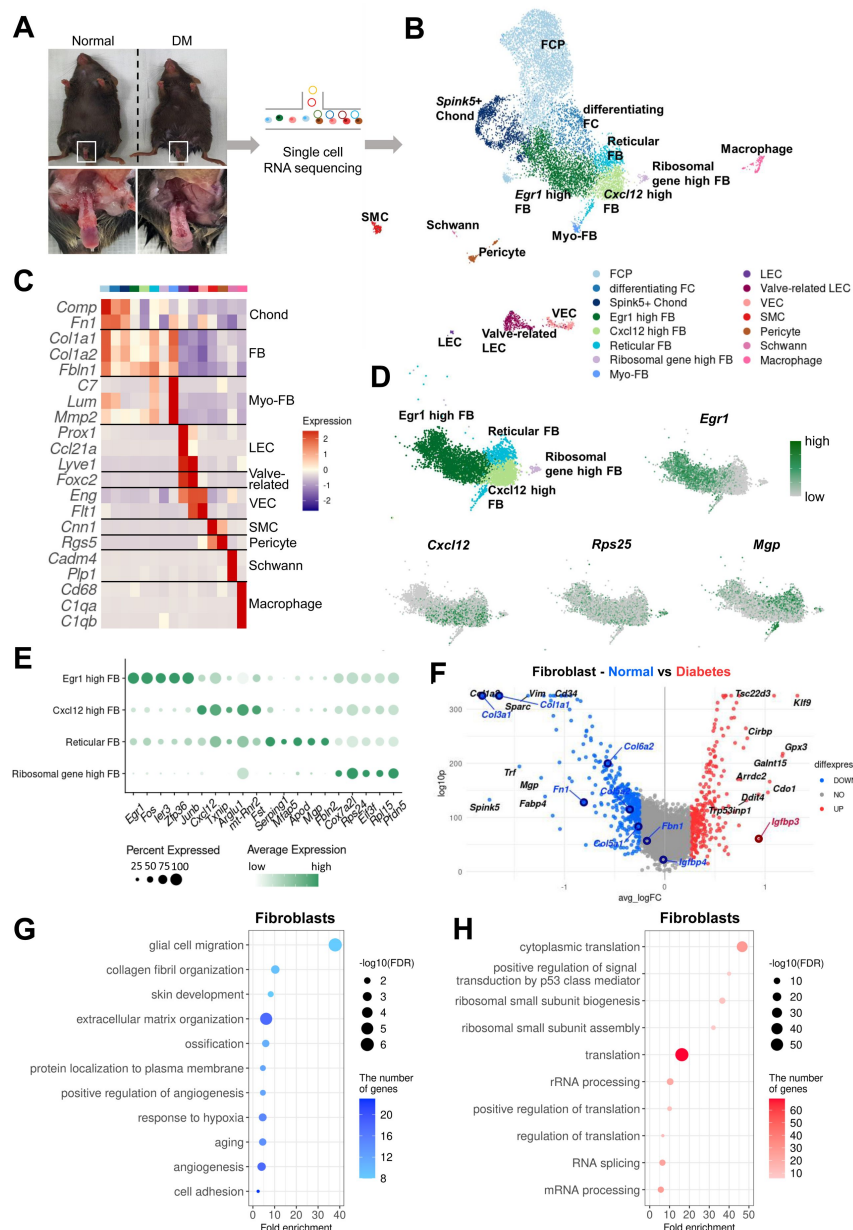 A
Normal
DM
Single cell
RNA sequencing
B
FCP
Spink5+
Chond
differentiating
FC
Reticular
FB
Macrophage
Ribosomal
gene high FB
Egr1 high
FB
Cxcl12 high
FB
SMC
Schwann
Pericyte
Myo-FB
LEC
Valve-related
LEC
VEC
FCP
differentiating FC
Spink5+ Chond
Egr1 high FB
Cxcl12 high FB
Reticular FB
Ribosomal gene high FB
Myo-FB
LEC
Valve-related LEC
VEC
SMC
Pericyte
Schwann
Macrophage
C
Comp
Fn1
Col1a1
Col1a2
Fbln1
C7
Lum
Mmp2
Prox1
Ccl21a
Lyve1
Foxc2
Eng
Flt1
Cnn1
Rgs5
Cadm4
Plp1
Cd68
C1qa
C1qb
Chond
FB
Myo-FB
LEC
Valve-
related
VEC
SMC
Pericyte
Schwann
Macrophage
Expression
2
1
0
-1
-2
D
Egr1 high FB
Reticular FB
Ribosomal
gene high FB
Cxcl12 high
FB
Egr1
high
low
Cxcl12
Rps25
Mgp
E
Egr1 high FB
Cxcl12 high FB
Reticular FB
Ribosomal gene high FB
Egr1
Fos
Ier3
Zfp36
Junb
Cxcl12
Txnip
Arglu1
mt-Rnr2
Fst
Serping1
Mfap5
Apod
Mgp
Fbln2
Cox7a2l
Rps24
Eif3f
Rpl15
Pfdn5
Percent Expressed
25 50 75 100
Average Expression
low high
F
Fibroblast - Normal vs Diabetes
log10p
300
200
100
0
-1
0
1
avg_logFC
Vim
Cd34
Sparc
Col1a1
Col3a1
Col6a2
Trf
Mgp
Fabp4
Fn1
Spink5
Col5a1
Fbn1
Igfbp4
Tsc22d3
Klf9
Cirbp
Gpx3
Galnt15
Arrdc2
Cdo1
Ddit4
Trp53inp1
Igfbp3
diffexpres
DOWN
NO
UP
G
Fibroblasts
glial cell migration
collagen fibril organization
skin development
extracellular matrix organization
ossification
protein localization to plasma membrane
positive regulation of angiogenesis
response to hypoxia
aging
angiogenesis
cell adhesion
0 10 20 30 40
Fold enrichment
-log10(FDR)
2
3
4
5
6
The number
of genes
20
16
12
8
H
Fibroblasts
cytoplasmic translation
positive regulation of signal
transduction by p53 class mediator
ribosomal small subunit biogenesis
ribosomal small subunit assembly
translation
rRNA processing
positive regulation of translation
regulation of translation
RNA splicing
mRNA processing
0 10 20 30 40 50
Fold enrichment
-log10(FDR)
10
20
30
40
50
The number
of genes
60
50
40
30
20
10